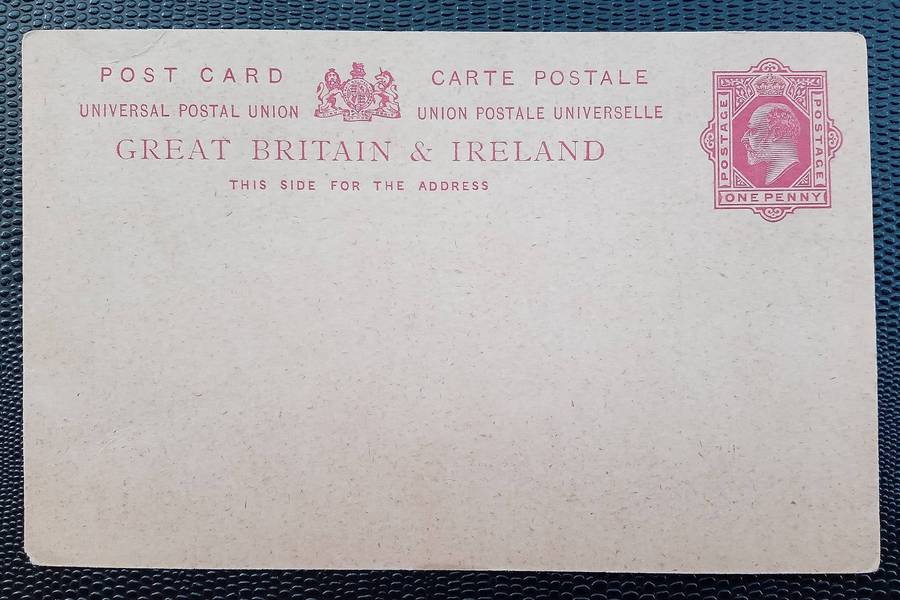 POST CARD CARTE POSTALE
UNIVERSAL POSTAL UNION UNION POSTALE UNIVERSELLE
GREAT BRITAIN & IRELAND
THIS SIDE FOR THE ADDRESS
POSTAGE POSTAGE
ONE PENNY